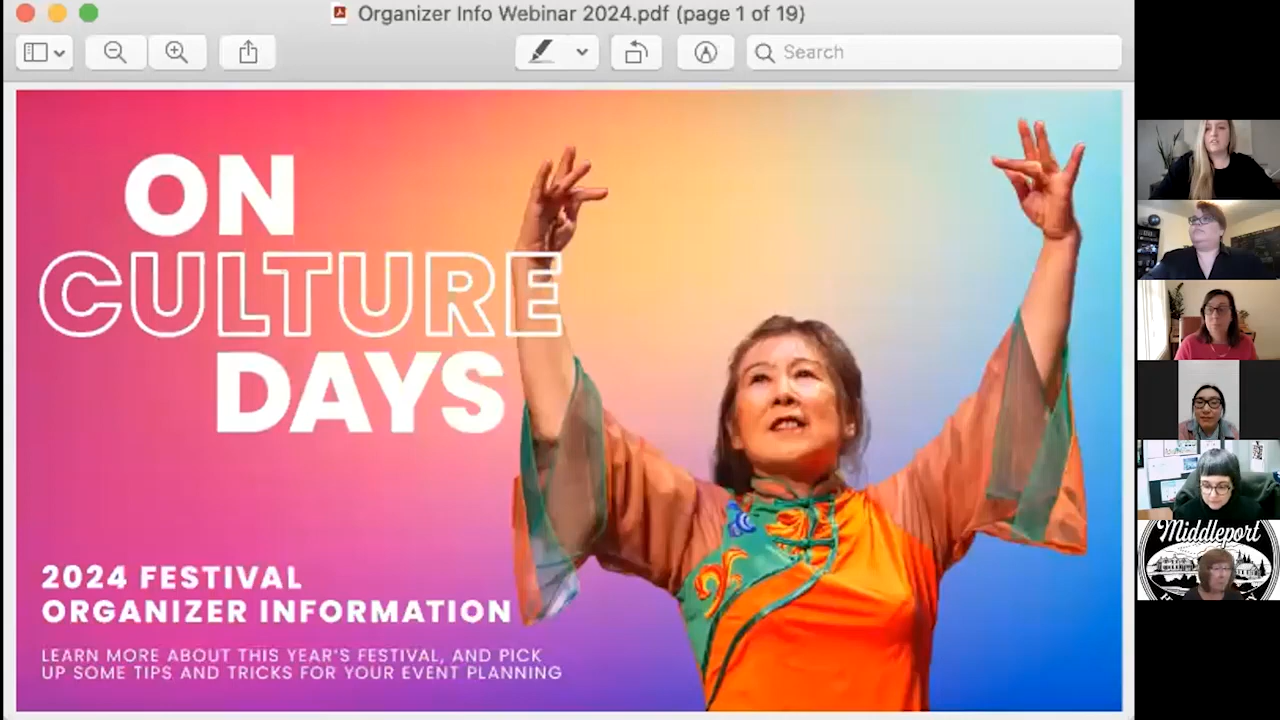 Organizer Info Webinar 2024.pdf (page 1 of 19)
Search
ON
CULTURE
DAYS
2024 FESTIVAL
ORGANIZER INFORMATION
LEARN MORE ABOUT THIS YEAR'S FESTIVAL, AND PICK
UP SOME TIPS AND TRICKS FOR YOUR EVENT PLANNING
Middleport